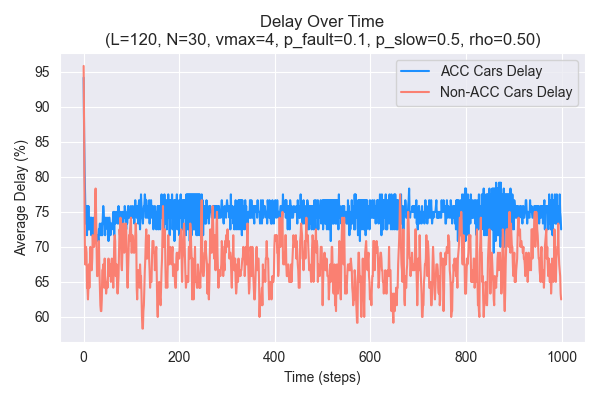 Delay Over Time
(L=120, N=30, vmax=4, p_fault=0.1, p_slow=0.5, rho=0.50)
ACC Cars Delay
Non-ACC Cars Delay
Average Delay (%)
95
90
85
80
75
70
65
60
0 200 400 600 800 1000
Time (steps)